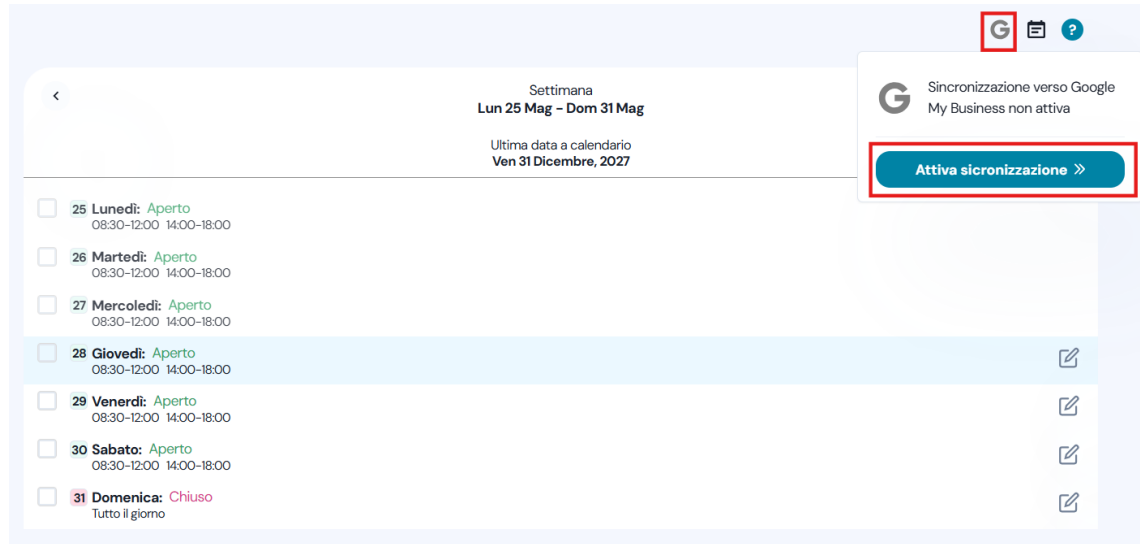 G
?
Settimana
Lun 25 Mag - Dom 31 Mag
Ultima data a calendario
Ven 31 Dicembre, 2027
G
Sincronizzazione verso Google
My Business non attiva
Attiva sicronizzazione »
25 Lunedì: Aperto
08:30-12:00 14:00-18:00
26 Martedì: Aperto
08:30-12:00 14:00-18:00
27 Mercoledì: Aperto
08:30-12:00 14:00-18:00
28 Giovedì: Aperto
08:30-12:00 14:00-18:00
29 Venerdì: Aperto
08:30-12:00 14:00-18:00
30 Sabato: Aperto
08:30-12:00 14:00-18:00
31 Domenica: Chiuso
Tutto il giorno